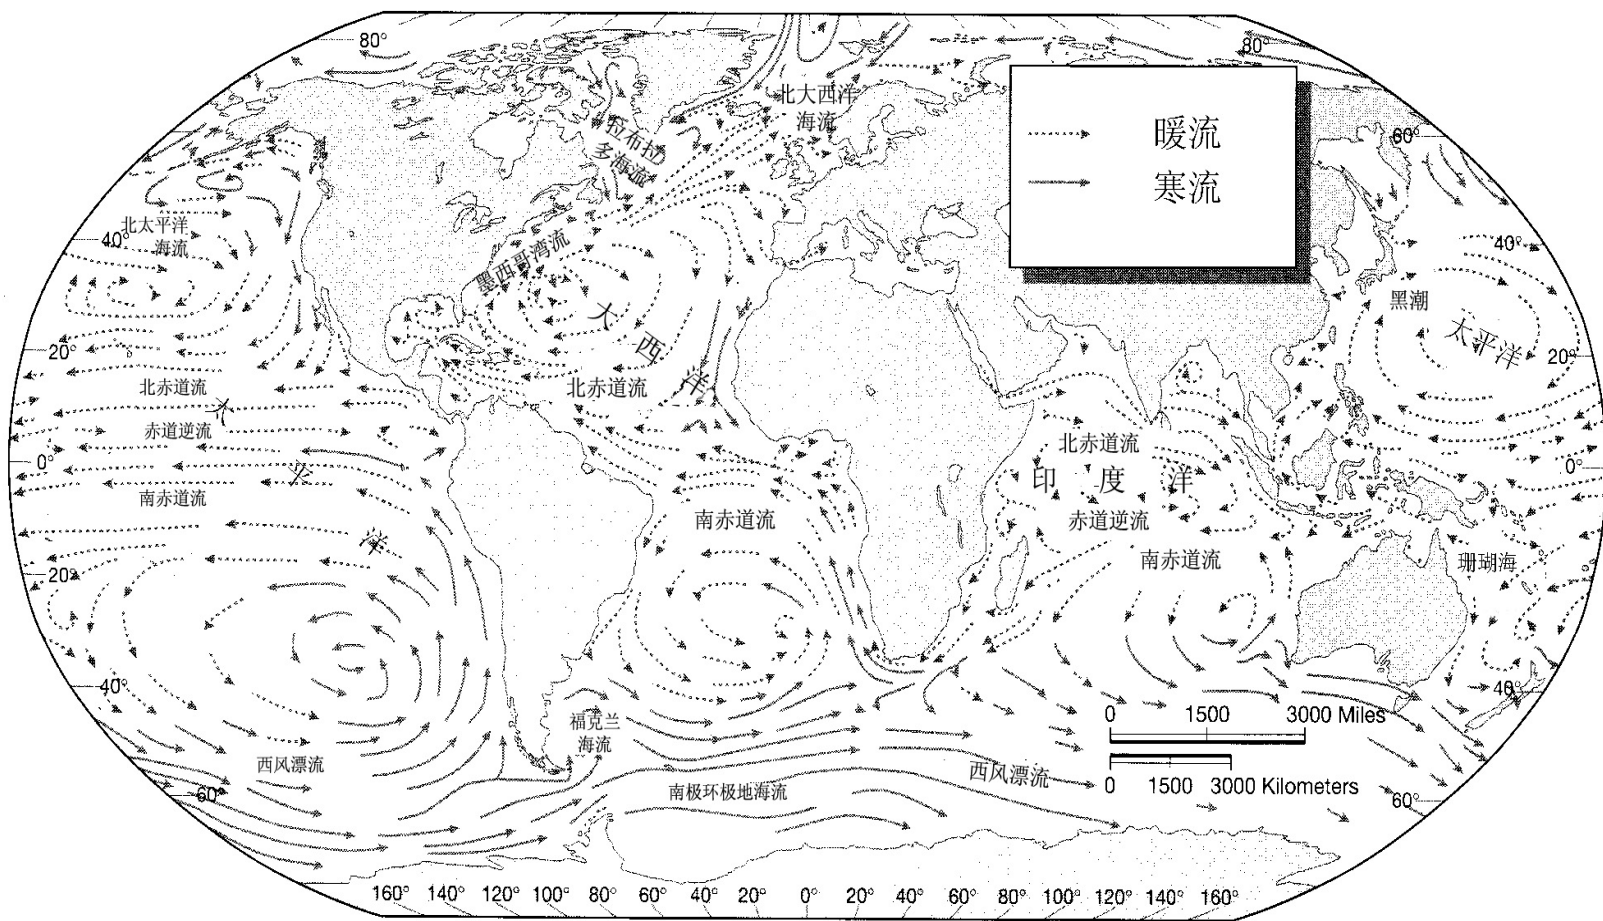 80°
80°
北大西洋
海流
暖流
寒流
拉布拉
多海流
60°
北太平洋
海流
40°
40°
墨西哥湾流
黑潮
大西洋
太平洋
20°
20°
北赤道流
北赤道流
赤道逆流
北赤道流
太平洋
0°
0°
印度洋
南赤道流
南赤道流
赤道逆流
南赤道流
珊瑚海
20°
40°
40°
0 1500 3000 Miles
福克兰
海流
西风漂流
西风漂流
0 1500 3000 Kilometers
南极环极地海流
60°
60°
160° 140° 120° 100° 80° 60° 40° 20° 0° 20° 40° 60° 80° 100° 120° 140° 160°